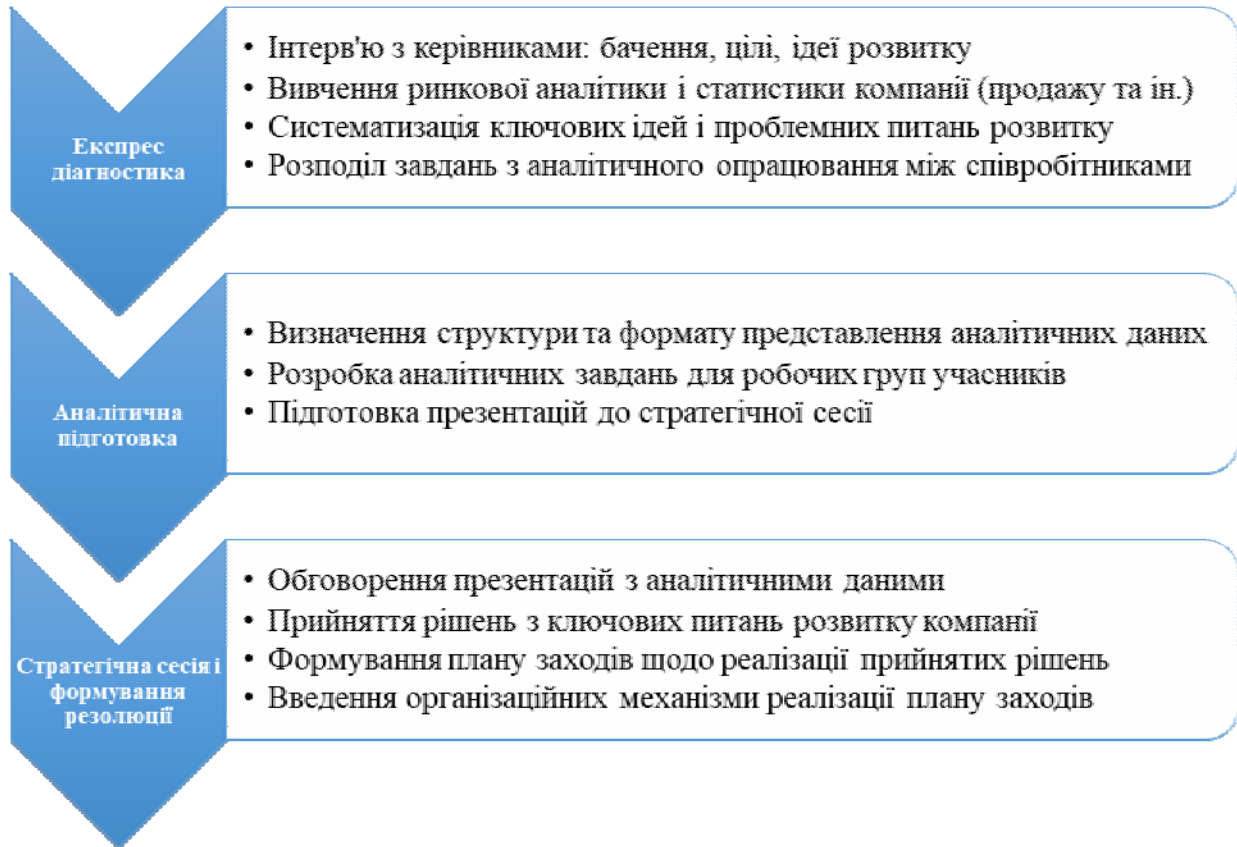 Експрес
діагностика
• Інтерв'ю з керівниками: бачення, цілі, ідеї розвитку
• Вивчення ринкової аналітики і статистики компанії (продажу та ін.)
• Систематизація ключових ідей і проблемних питань розвитку
• Розподіл завдань з аналітичного опрацювання між співробітниками
Аналітична
підготовка
• Визначення структури та формату представлення аналітичних даних
• Розробка аналітичних завдань для робочих груп учасників
• Підготовка презентацій до стратегічної сесії
Стратегічна сесія і
формування
резолюції
• Обговорення презентацій з аналітичними даними
• Прийняття рішень з ключових питань розвитку компанії
• Формування плану заходів щодо реалізації прийнятих рішень
• Введення організаційних механізми реалізації плану заходів